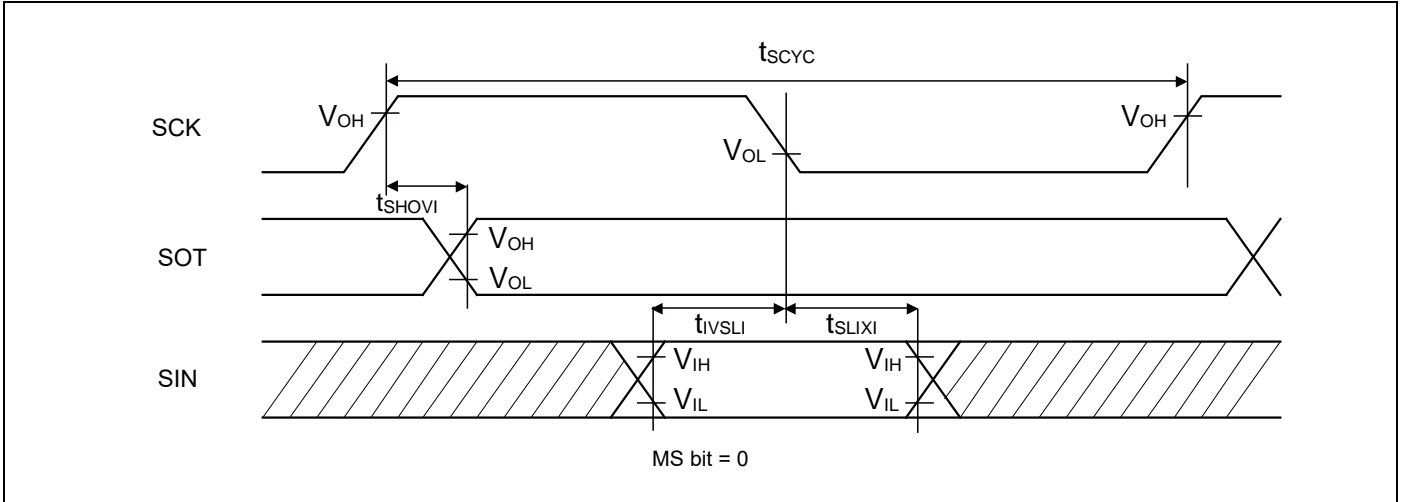 tSCYC
SCK
VOH
VOL
VOH
tSHOVI
SOT
VOH
VOL
tIVSLI
tSLIXI
SIN
VIH
VIH
VIL
VIL
MS bit = 0